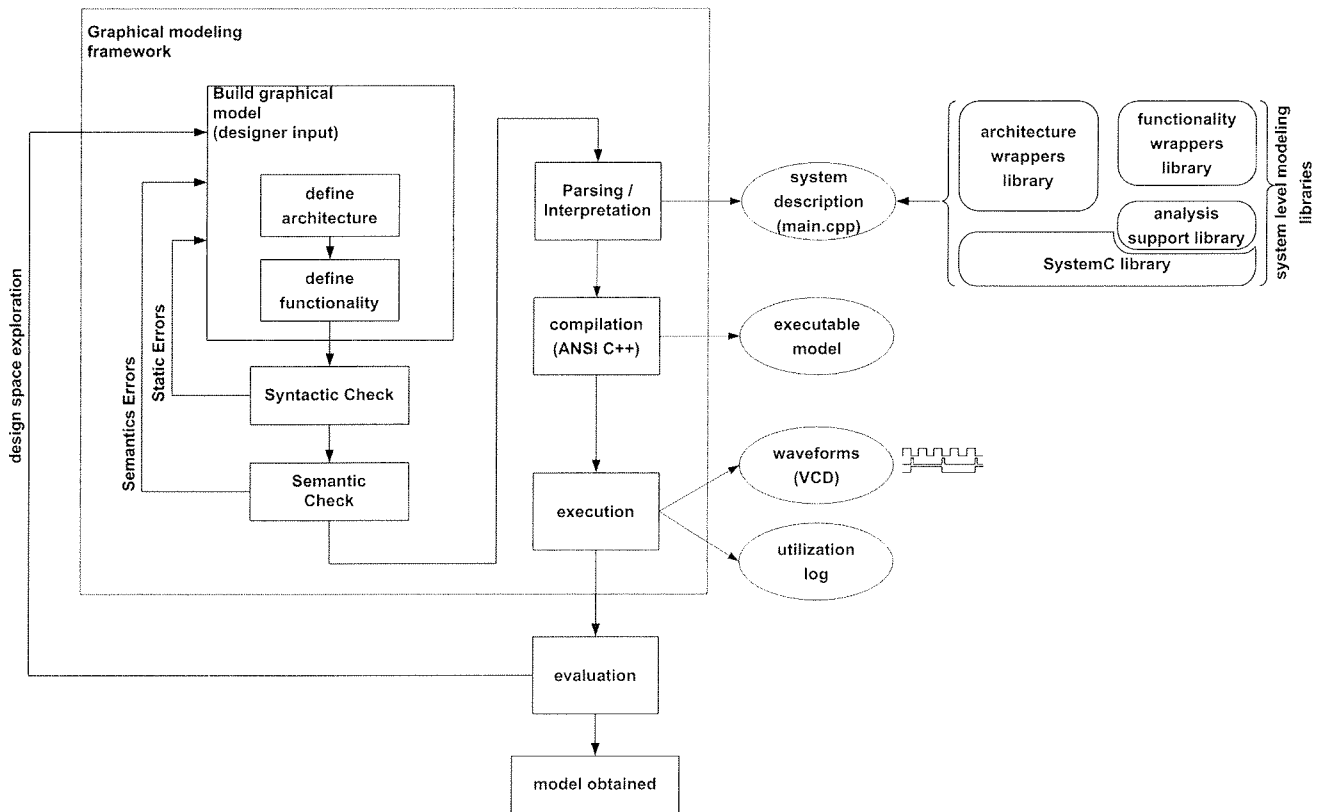 Graphical modeling
framework
Build graphical
model
(designer input)
define
architecture
define
functionality
Syntactic Check
Semantic
Check
Static Errors
Semantics Errors
design space exploration
Parsing /
Interpretation
compilation
(ANSI C++)
execution
evaluation
model obtained
system
description
(main.cpp)
executable
model
waveforms
(VCD)
utilization
log
architecture
wrappers
library
functionality
wrappers
library
analysis
support library
SystemC library
system level modeling
libraries